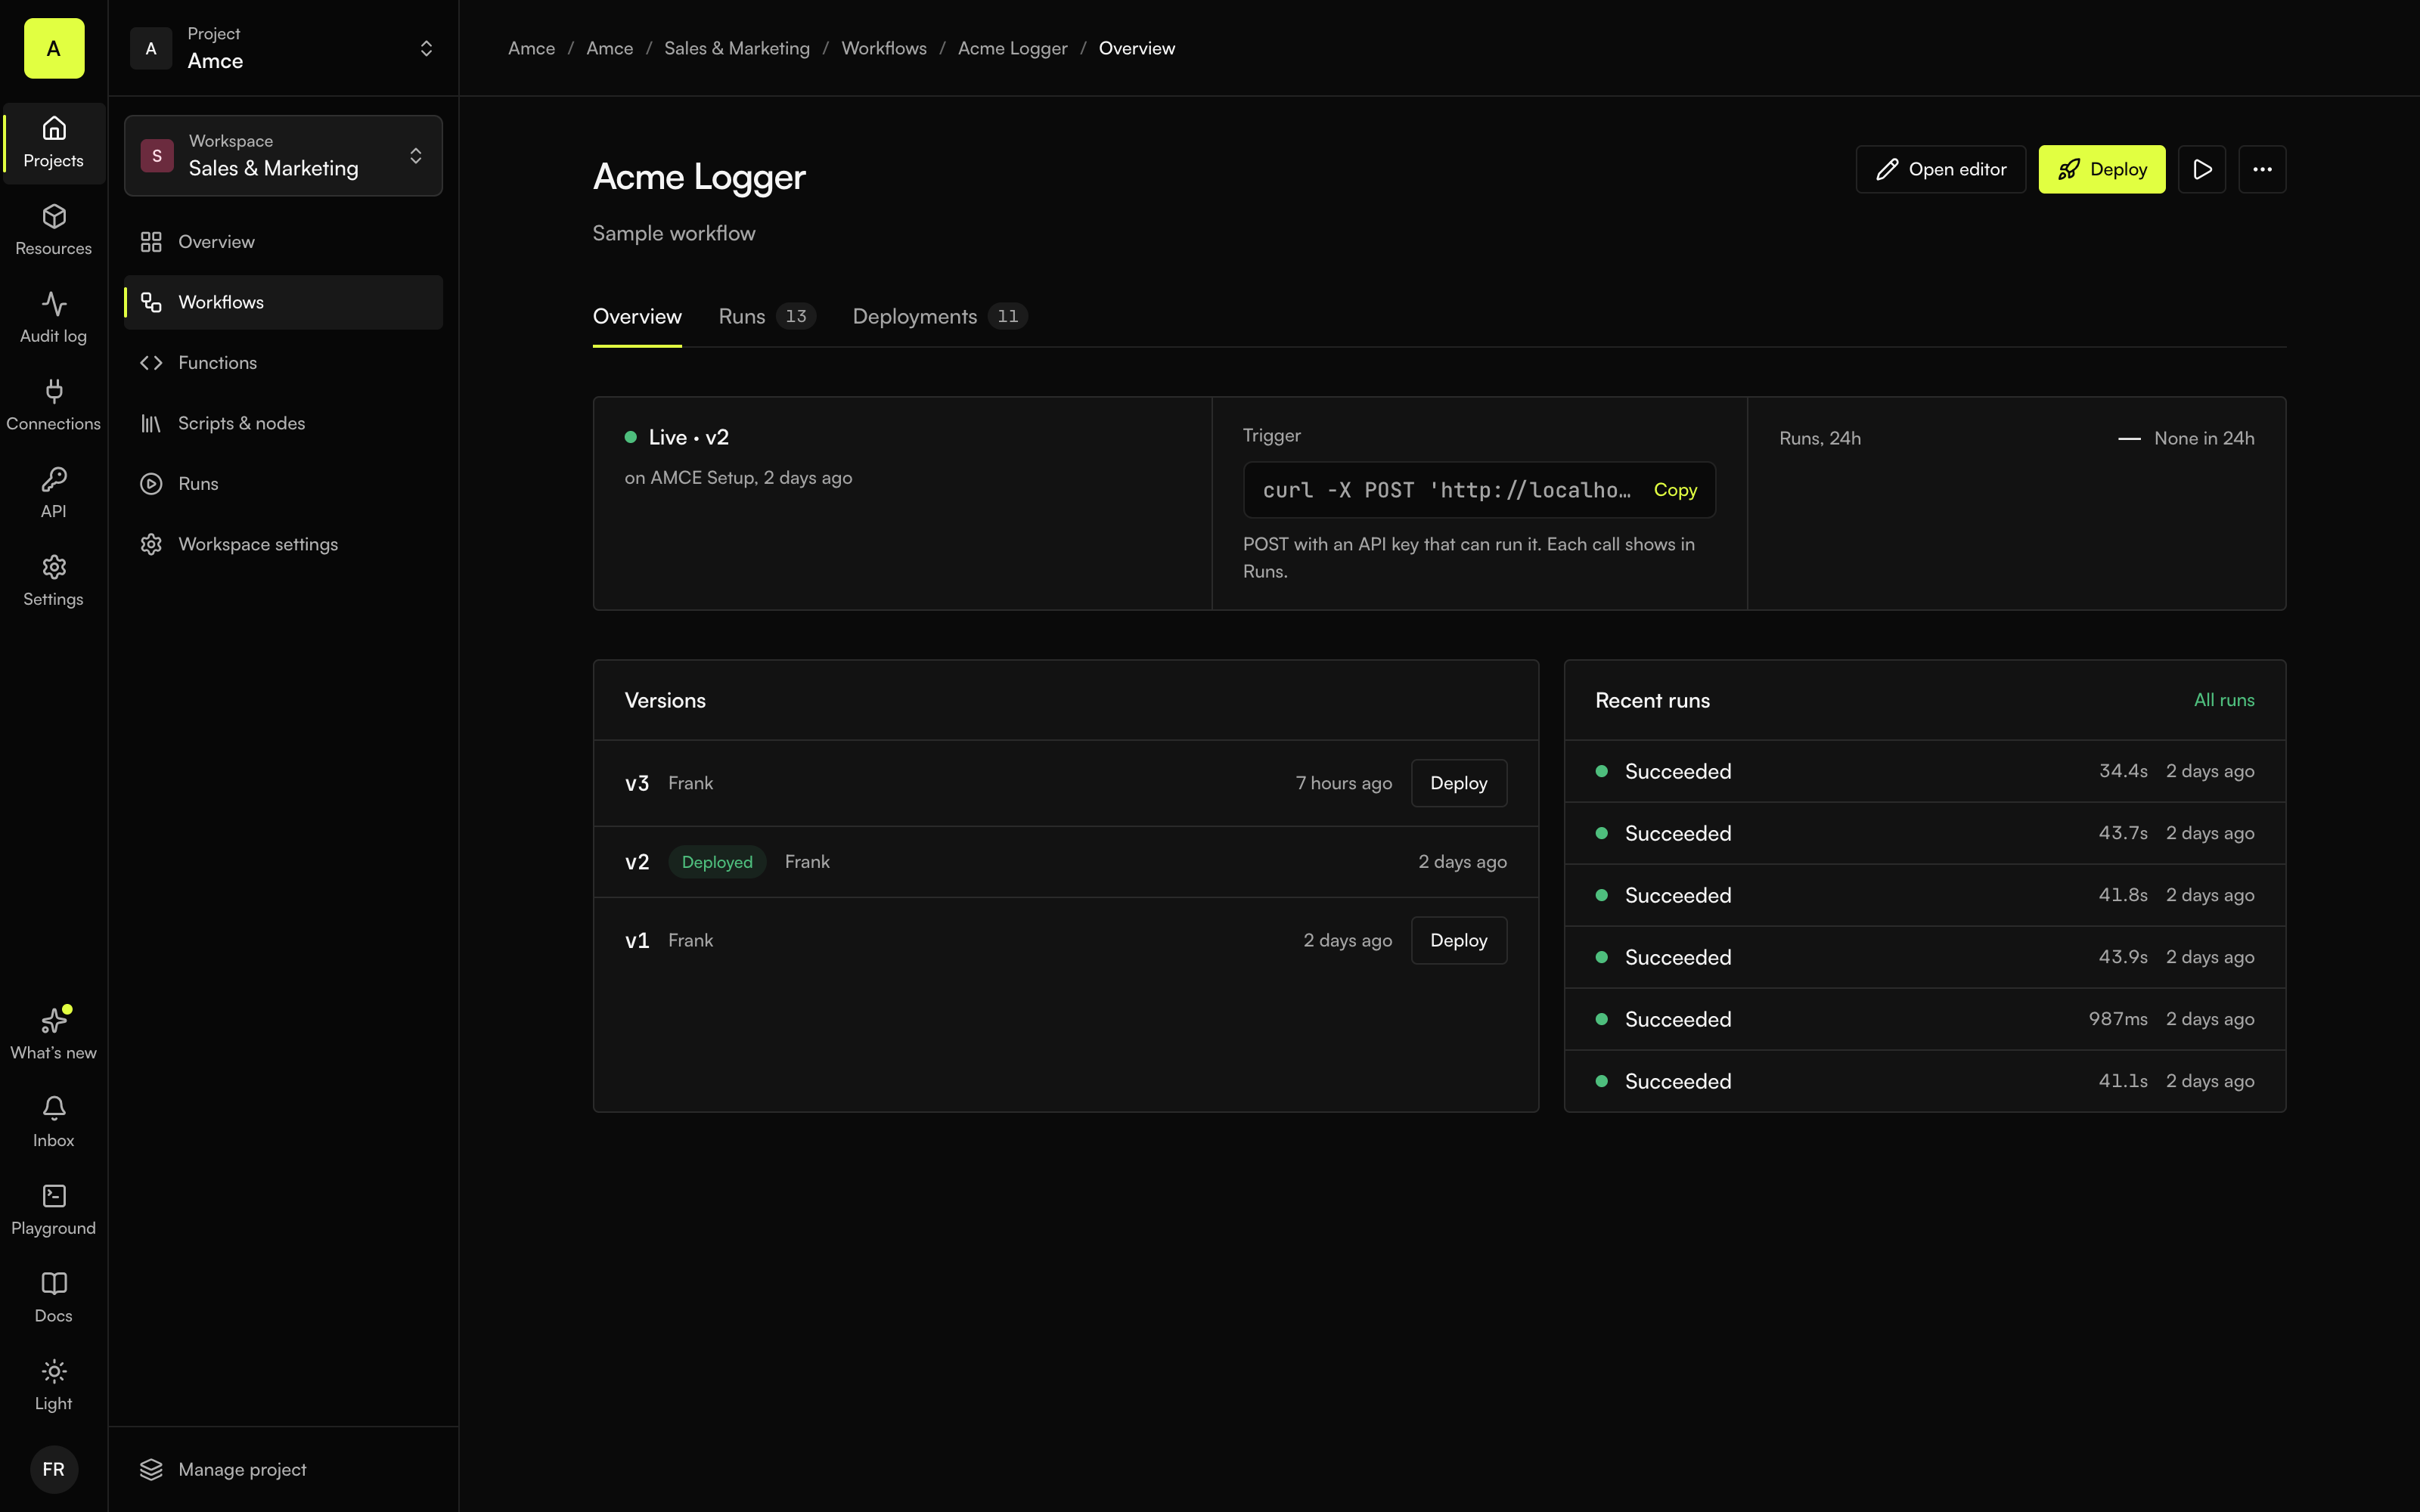 A
Projects
Resources
Audit log
Connections
API
Settings
What's new
Inbox
Playground
Docs
Light
FR
A
Project
Amce
S
Workspace
Sales & Marketing
Overview
Workflows
Functions
Scripts & nodes
Runs
Workspace settings
Manage project
Amce / Amce / Sales & Marketing / Workflows / Acme Logger / Overview
Acme Logger
Open editor
Deploy
Sample workflow
Overview
Runs 13
Deployments 11
Live · v2
on AMCE Setup, 2 days ago
Trigger
curl -X POST 'http://localho…
Copy
POST with an API key that can run it. Each call shows in
Runs.
Runs, 24h
— None in 24h
Versions
v3 Frank 7 hours ago Deploy
v2 Deployed Frank 2 days ago
v1 Frank 2 days ago Deploy
Recent runs All runs
Succeeded 34.4s 2 days ago
Succeeded 43.7s 2 days ago
Succeeded 41.8s 2 days ago
Succeeded 43.9s 2 days ago
Succeeded 987ms 2 days ago
Succeeded 41.1s 2 days ago